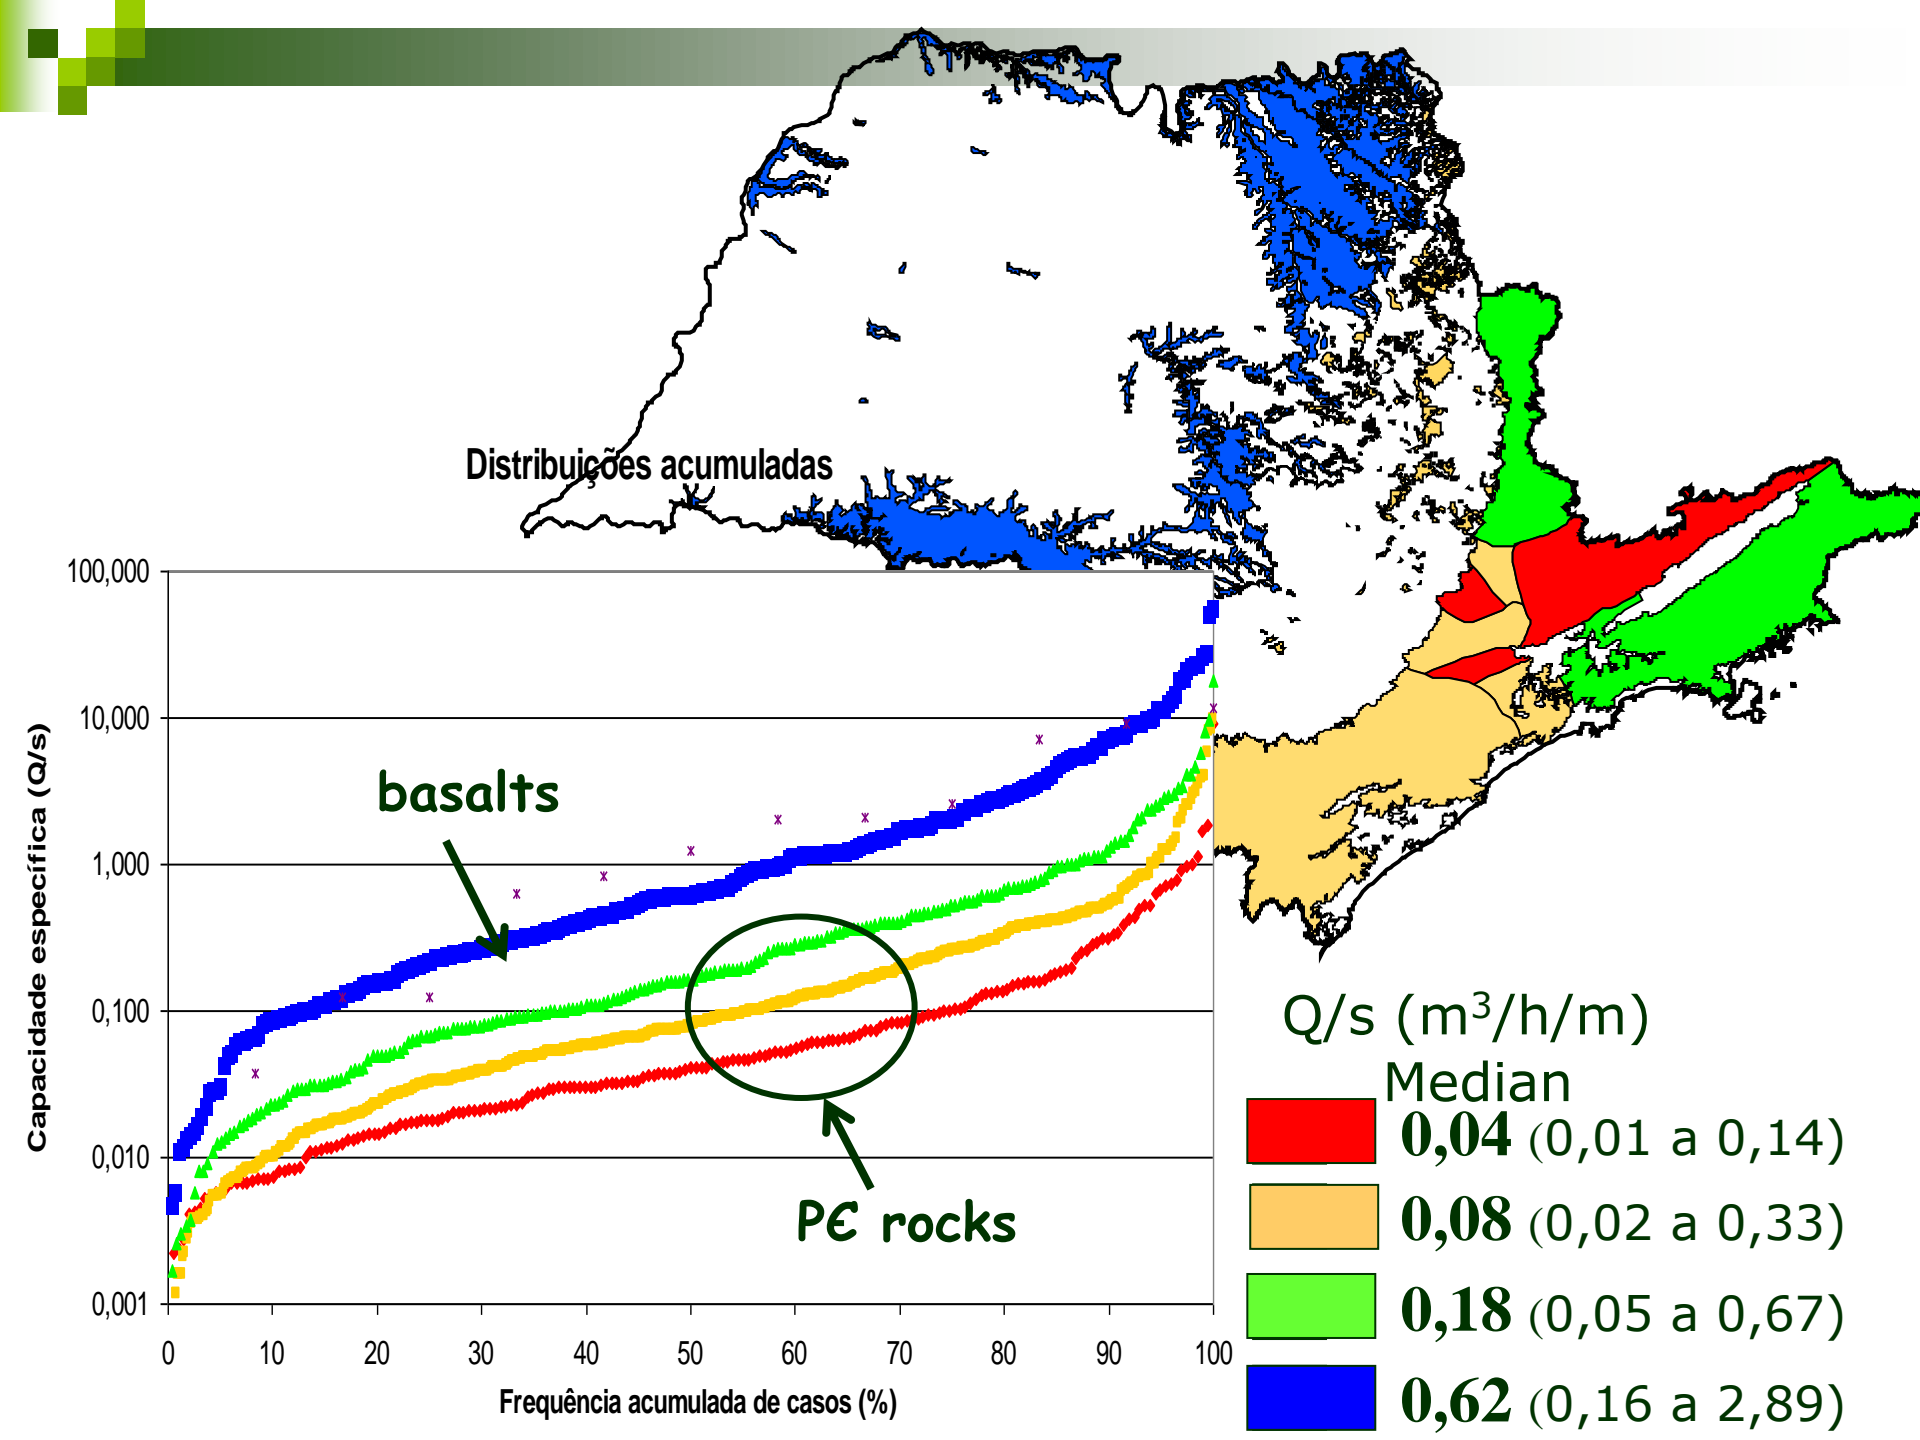 Distribuições acumuladas
100,000
10,000
1,000
0,100
0,010
0,001
Capacidade específica (Q/s)
basalts
PЄ rocks
0 10 20 30 40 50 60 70 80 90 100
Frequência acumulada de casos (%)
Q/s (m³/h/m)
Median
0,04 (0,01 a 0,14)
0,08 (0,02 a 0,33)
0,18 (0,05 a 0,67)
0,62 (0,16 a 2,89)